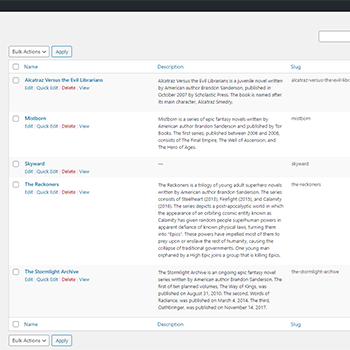 Bulk Actions Apply
Name Description Slug
Alcatraz Versus the Evil Librarians
Edit | Quick Edit | Delete | View
Alcatraz Versus the Evil Librarians is a juvenile novel written
by American author Brandon Sanderson, published in
October 2007 by Scholastic Press. The book is named after
its main character, Alcatraz Smedry.
alcatraz-versus-the-evil-libr
Mistborn
Edit | Quick Edit | Delete | View
Mistborn is a series of epic fantasy novels written by
American author Brandon Sanderson and published by Tor
Books. The first series, published between 2006 and 2008,
consists of The Final Empire, The Well of Ascension, and
The Hero of Ages.
mistborn
Skyward
Edit | Quick Edit | Delete | View
—
skyward
The Reckoners
Edit | Quick Edit | Delete | View
The Reckoners is a trilogy of young adult superhero novels
written by American author Brandon Sanderson. The
series consists of Steelheart (2013), Firefight (2015), and Calamity
(2016). The series depicts a postapocalyptic world in which
the appearance of an orbiting cosmic entity known as
Calamity has given random people superhuman powers in
apparent defiance of known physical laws, turning them
into "Epics". These powers have impelled most of them to
prey upon or enslave the rest of humanity, causing the
collapse of traditional governments. One young man
orphaned by a High Epic joins a group that is killing Epics.
the-reckoners
The Stormlight Archive
Edit | Quick Edit | Delete | View
The Stormlight Archive is an ongoing epic fantasy novel
series written by American author Brandon Sanderson. The
first of ten planned volumes, The Way of Kings, was
published on August 31, 2010. The second, Words of
Radiance, was published on March 4, 2014. The third,
Oathbringer, was published on November 14, 2017.
the-stormlight-archive
Name Description Slug
Bulk Actions Apply